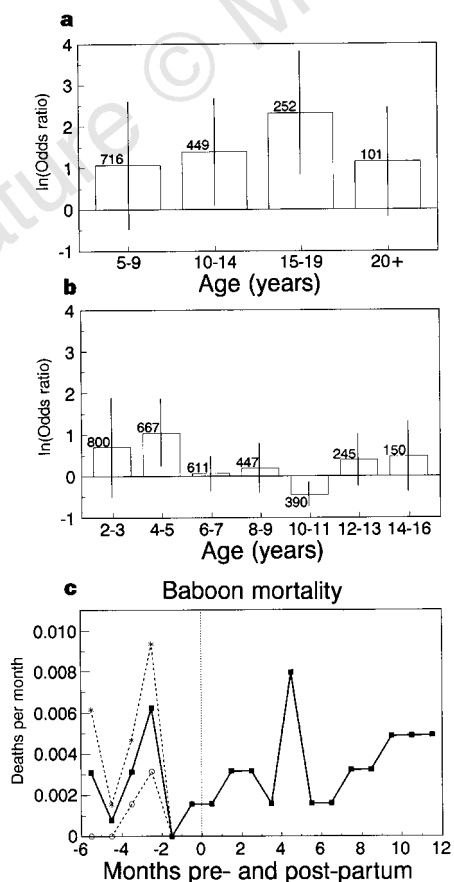 a
4
3
2
1
0
-1
ln(Odds ratio)
716
449
252
101
5-9 10-14 15-19 20+
Age (years)
b
4
3
2
1
0
-1
ln(Odds ratio)
800
667
611
447
390
245
150
2-3 4-5 6-7 8-9 10-11 12-13 14-16
Age (years)
c Baboon mortality
0.010
0.008
0.006
0.004
0.002
0
Deaths per month
-6 -4 -2 0 2 4 6 8 10 12
Months pre- and post-partum
ature © M